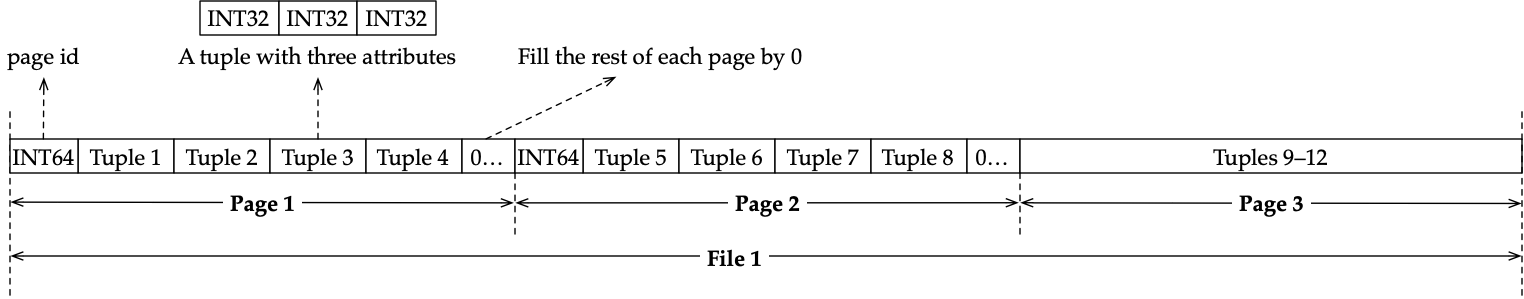 INT32 INT32 INT32
page id A tuple with three attributes Fill the rest of each page by 0
INT64 Tuple 1 Tuple 2 Tuple 3 Tuple 4 0… INT64 Tuple 5 Tuple 6 Tuple 7 Tuple 8 0… Tuples 9–12
Page 1 Page 2 Page 3
File 1